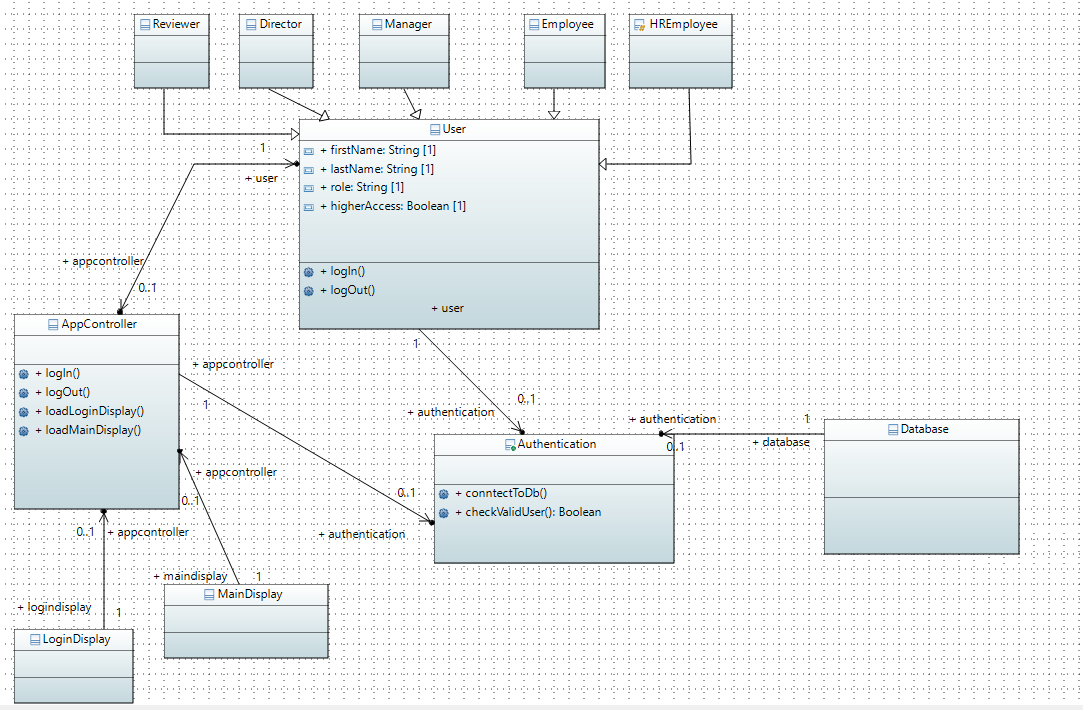 Reviewer
Director
Manager
Employee
HREmployee
User
+ firstName: String [1]
+ lastName: String [1]
+ role: String [1]
+ higherAccess: Boolean [1]
+ logIn()
+ logOut()
+ user
1
+ user
+ appcontroller
0..1
AppController
+ logIn()
+ logOut()
+ loadLoginDisplay()
+ loadMainDisplay()
1
0..1
+ authentication
+ appcontroller
1
0..1
+ authentication
+ authentication
0..1
1
+ database
Database
Authentication
+ conntectToDb()
+ checkValidUser(): Boolean
+ appcontroller
0..1
0..1
+ appcontroller
+ maindisplay
1
MainDisplay
+ logindisplay
1
LoginDisplay